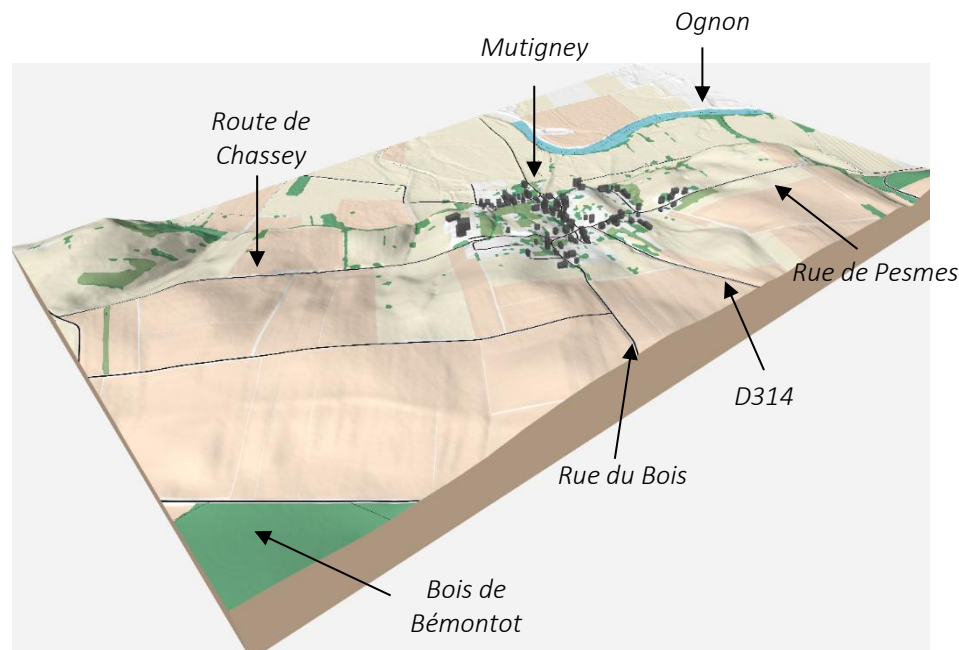 Ognon
Mutigney
Route de
Chassey
Rue de Pesmes
D314
Rue du Bois
Bois de
Bémontot